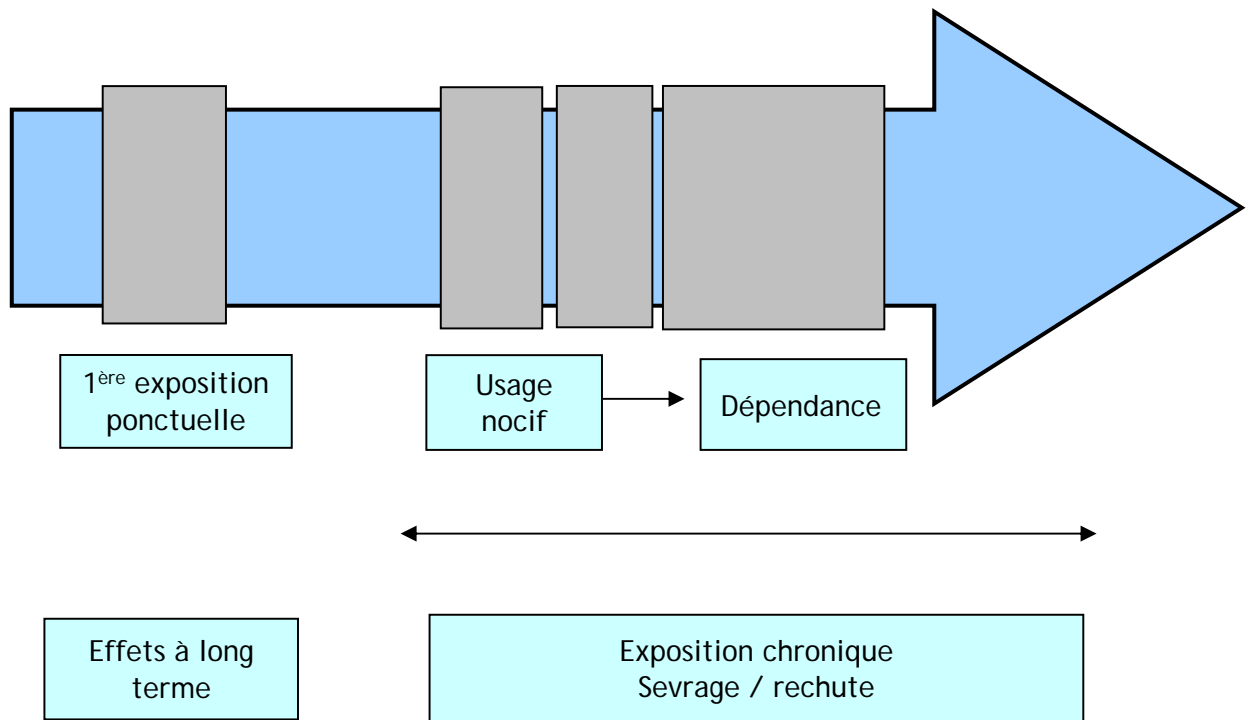 1ère exposition
ponctuelle
Usage
nocif
Dépendance
Effets à long
terme
Exposition chronique
Sevrage / rechute